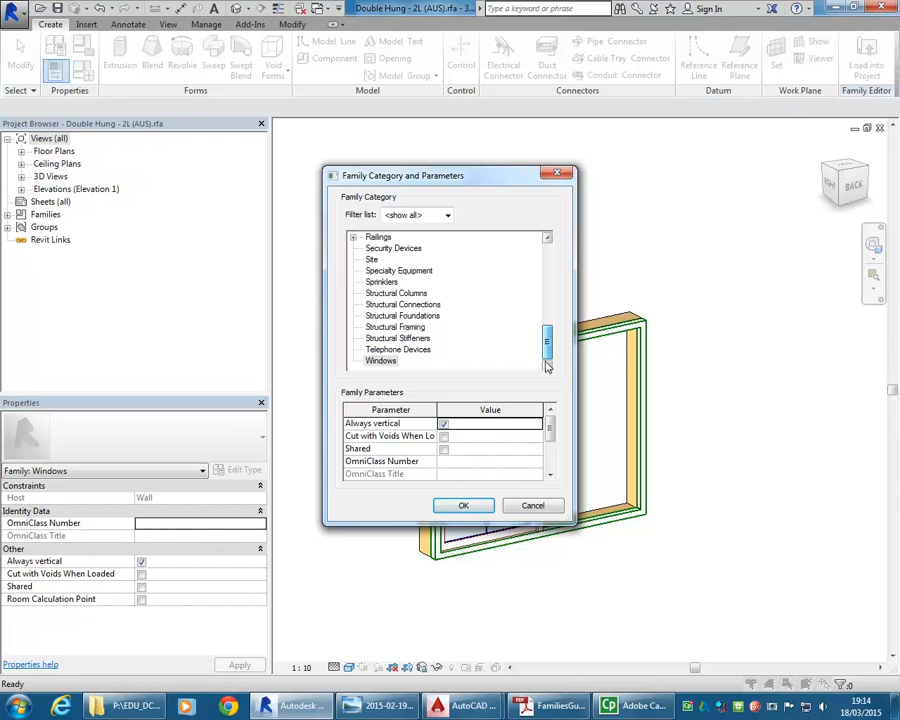 Double Hung - 2L (AUS).rfa - 3...
Type a keyword or phrase
Sign In
Create Insert Annotate View Manage Add-Ins Modify
Modify
Extrusion Blend Revolve Sweep Swept Blend Void Forms
Model Line
Component
Model Text
Opening
Model Group
Control
Electrical Connector
Duct Connector
Pipe Connector
Cable Tray Connector
Conduit Connector
Reference Line
Reference Plane
Set
Show
Viewer
Load into Project
Select Properties Forms Model Control Connectors Datum Work Plane Family Editor
Project Browser - Double Hung - 2L (AUS).rfa
Views (all)
Floor Plans
Ceiling Plans
3D Views
Elevations (Elevation 1)
Sheets (all)
Families
Groups
Revit Links
Properties
Family: Windows
Edit Type
Constraints
Host Wall
Identity Data
OmniClass Number
OmniClass Title
Other
Always vertical
Cut with Voids When Loaded
Shared
Room Calculation Point
Properties help
Apply
Family Category and Parameters
Family Category
Filter list: <show all>
Railings
Security Devices
Site
Specialty Equipment
Sprinklers
Structural Columns
Structural Connections
Structural Foundations
Structural Framing
Structural Stiffeners
Telephone Devices
Windows
Family Parameters
Parameter Value
Always vertical
Cut with Voids When Lo
Shared
OmniClass Number
OmniClass Title
OK Cancel
RIGHT BACK
1 : 10
Ready
:0
P:\EDU_DC...
Autodesk ...
2015-02-19...
AutoCAD ...
FamiliesGu...
Adobe Ca...
19:14
18/03/2015